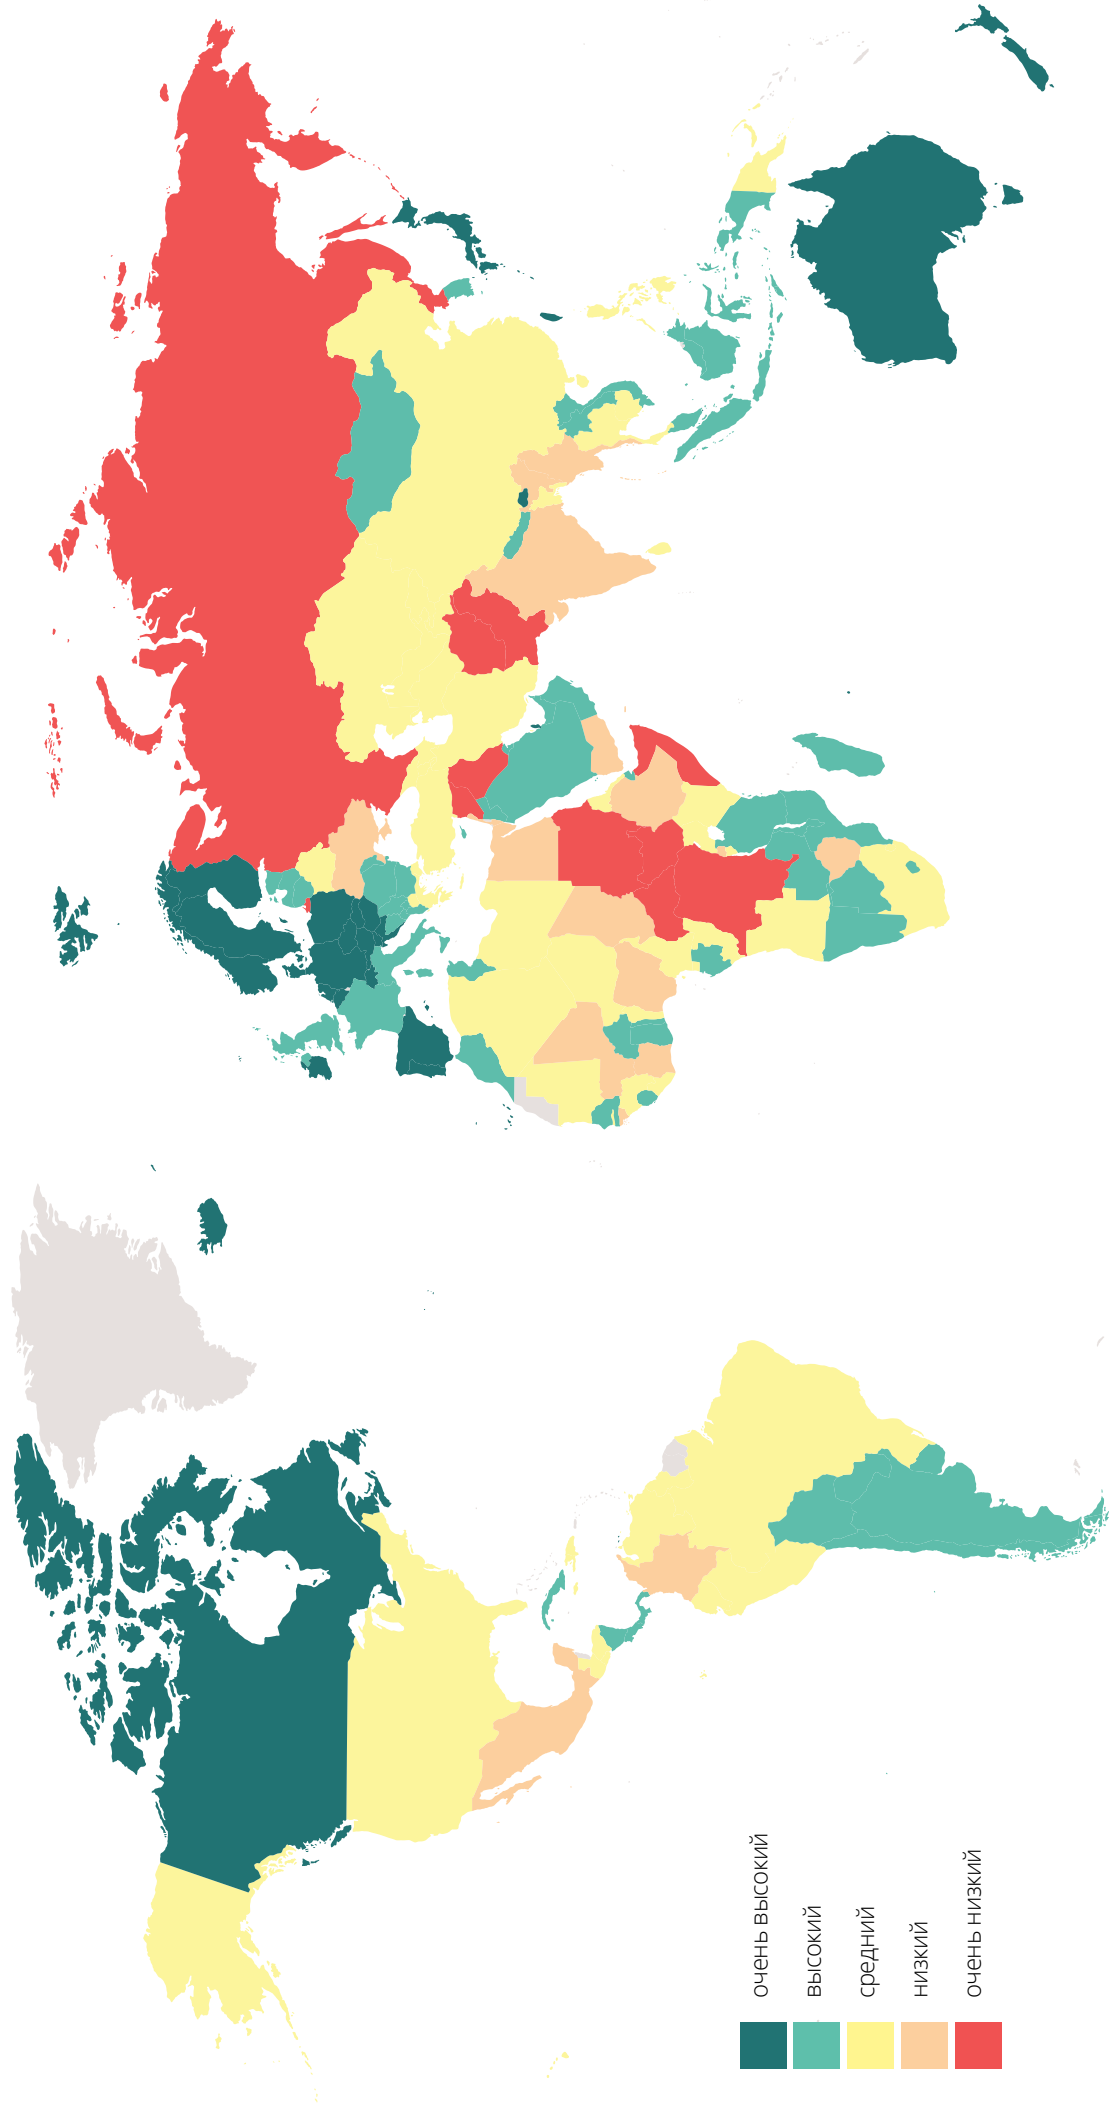 очень высокий
высокий
средний
низкий
очень низкий